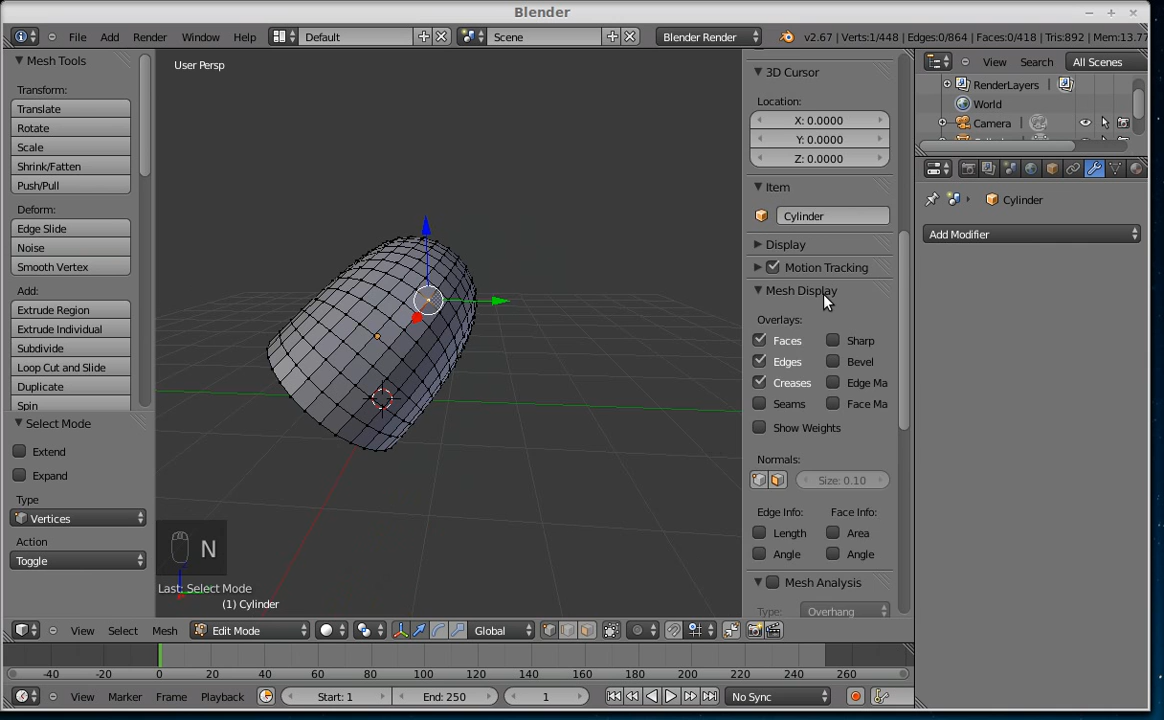 Blender
File Add Render Window Help Default Scene Blender Render v2.67 | Verts:1/448 | Edges:0/864 | Faces:0/418 | Tris:892 | Mem:13.77
Mesh Tools
Transform:
Translate
Rotate
Scale
Shrink/Fatten
Push/Pull
Deform:
Edge Slide
Noise
Smooth Vertex
Add:
Extrude Region
Extrude Individual
Subdivide
Loop Cut and Slide
Duplicate
Spin
Select Mode
Extend
Expand
Type
Vertices
Action
Toggle
User Persp
N
Last: Select Mode
(1) Cylinder
3D Cursor
Location:
X: 0.0000
Y: 0.0000
Z: 0.0000
Item
Cylinder
Display
Motion Tracking
Mesh Display
Overlays:
Faces Sharp
Edges Bevel
Creases Edge Ma
Seams Face Ma
Show Weights
Normals:
Size: 0.10
Edge Info: Face Info:
Length Area
Angle Angle
Mesh Analysis
Type: Overhang
View Search All Scenes
RenderLayers
World
Camera
Cylinder
Add Modifier
View Select Mesh Edit Mode Global
-40 -20 0 20 40 60 80 100 120 140 160 180 200 220 240 260
View Marker Frame Playback Start: 1 End: 250 1 No Sync